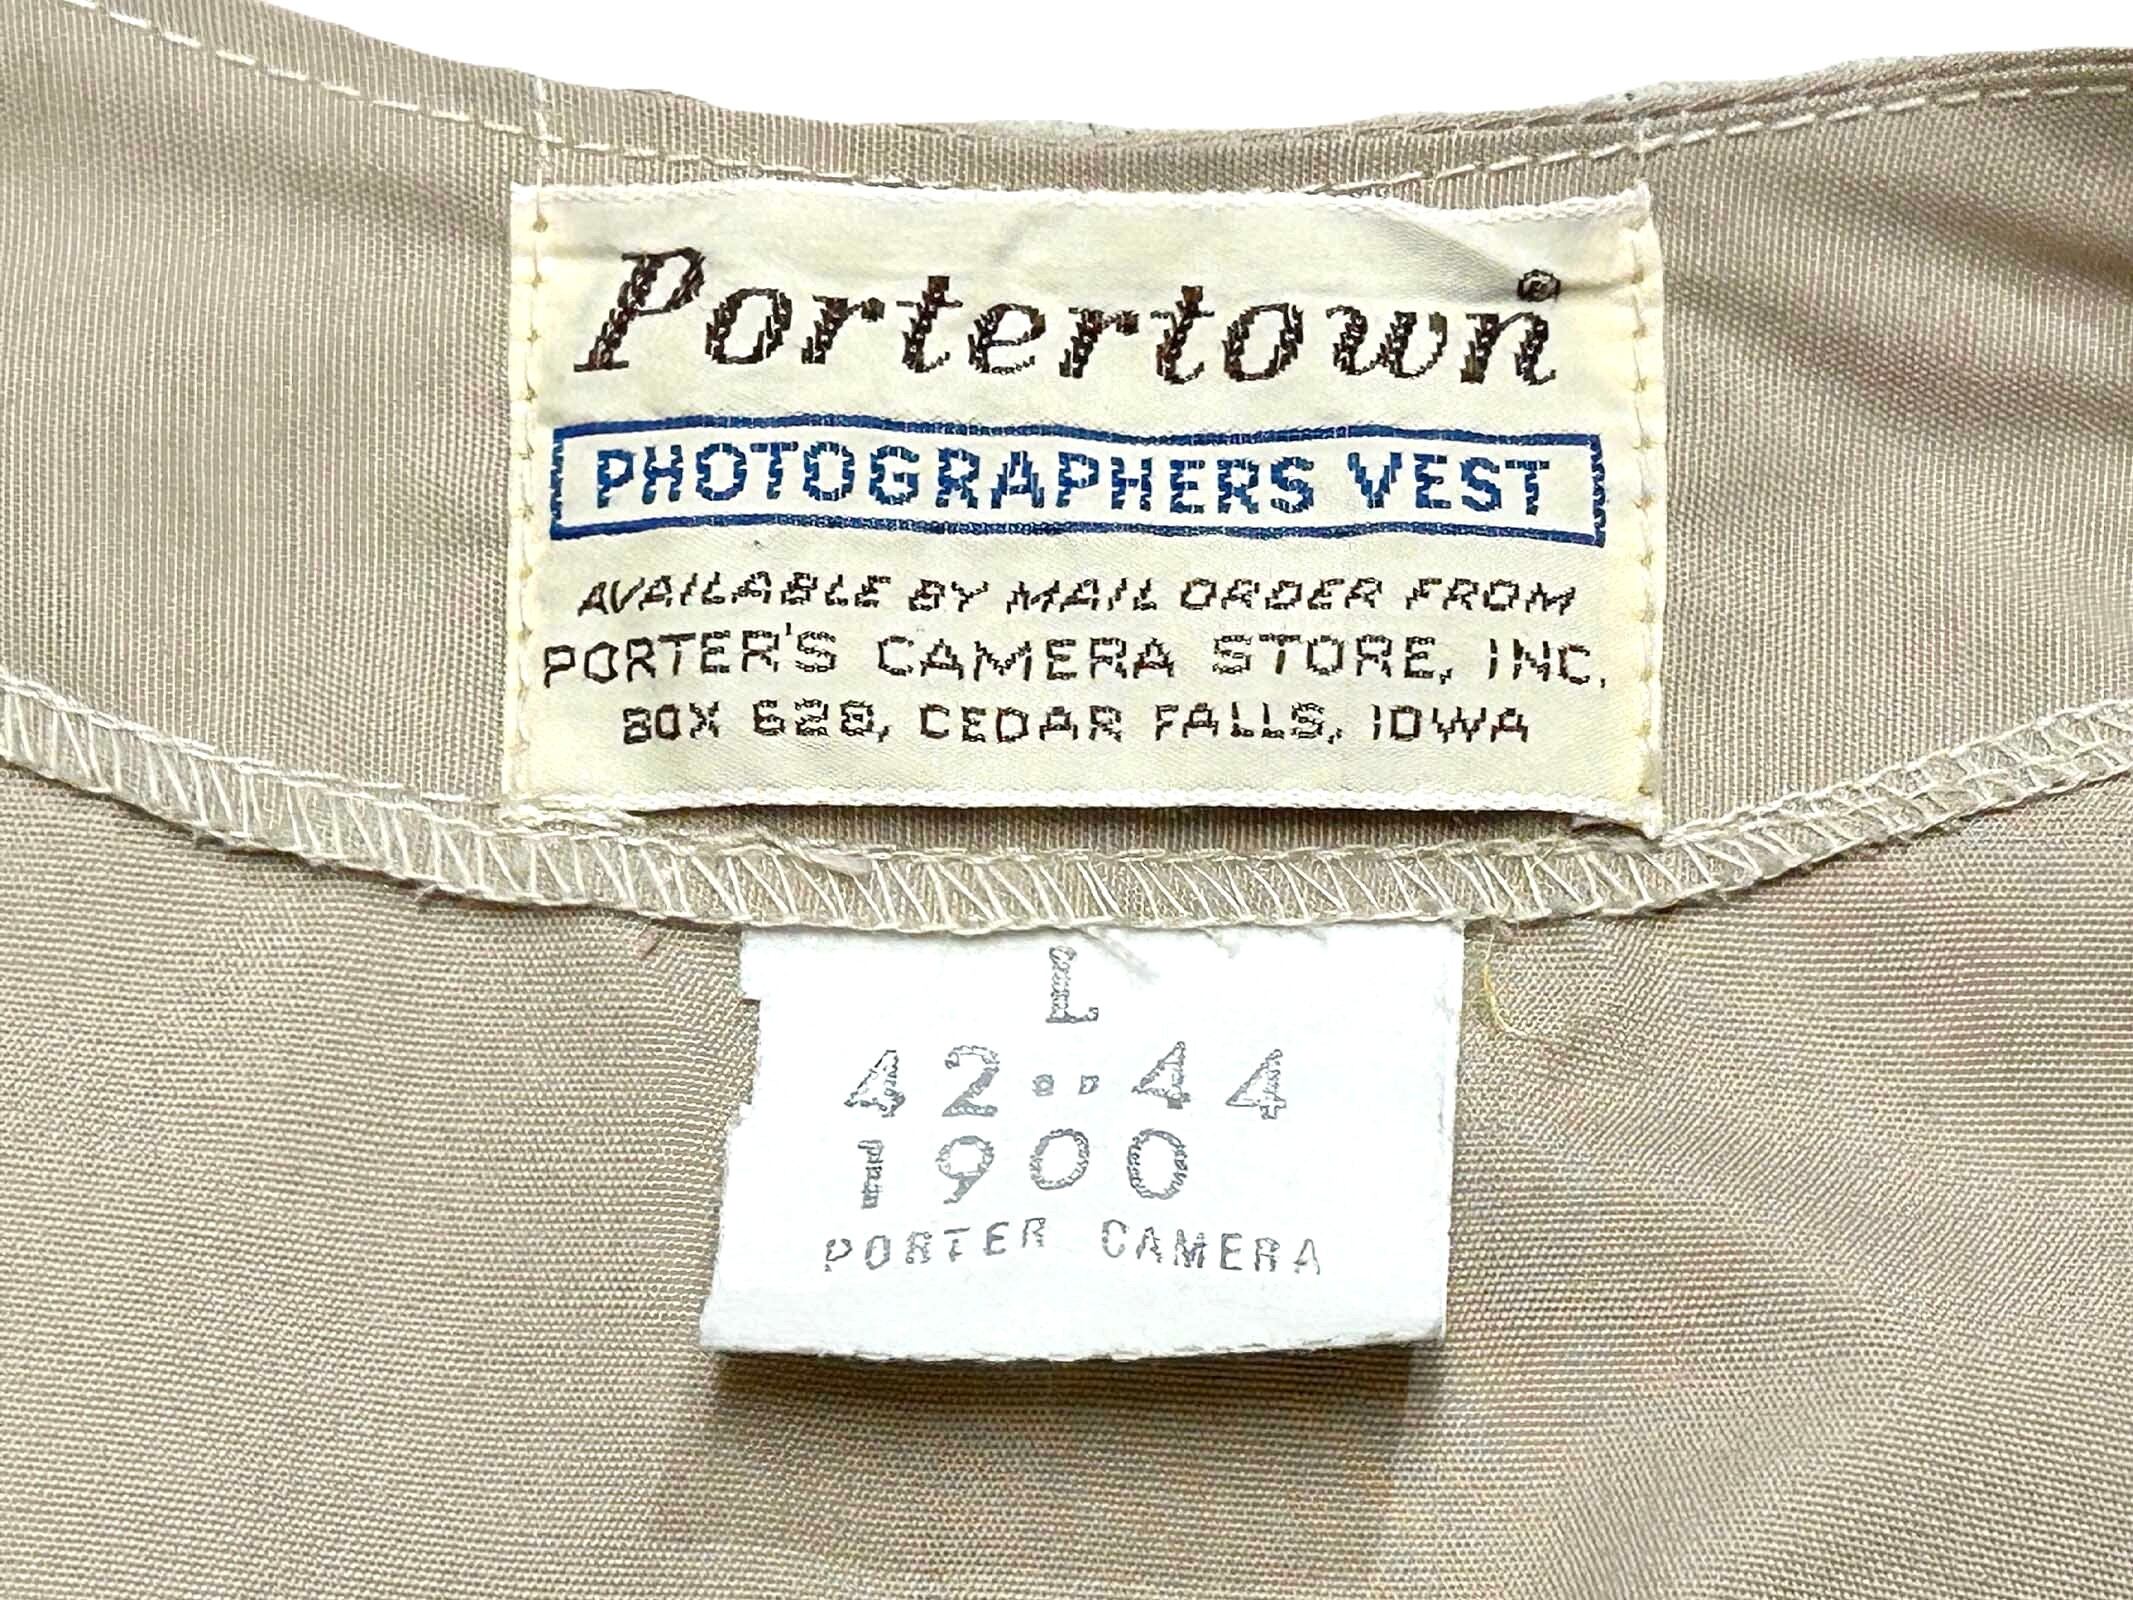 Portertown®
PHOTOGRAPHERS VEST
AVAILABLE BY MAIL ORDER FROM
PORTER'S CAMERA STORE, INC.
BOX 628, CEDAR FALLS, IOWA
L
42--44
1900
PORTER CAMERA